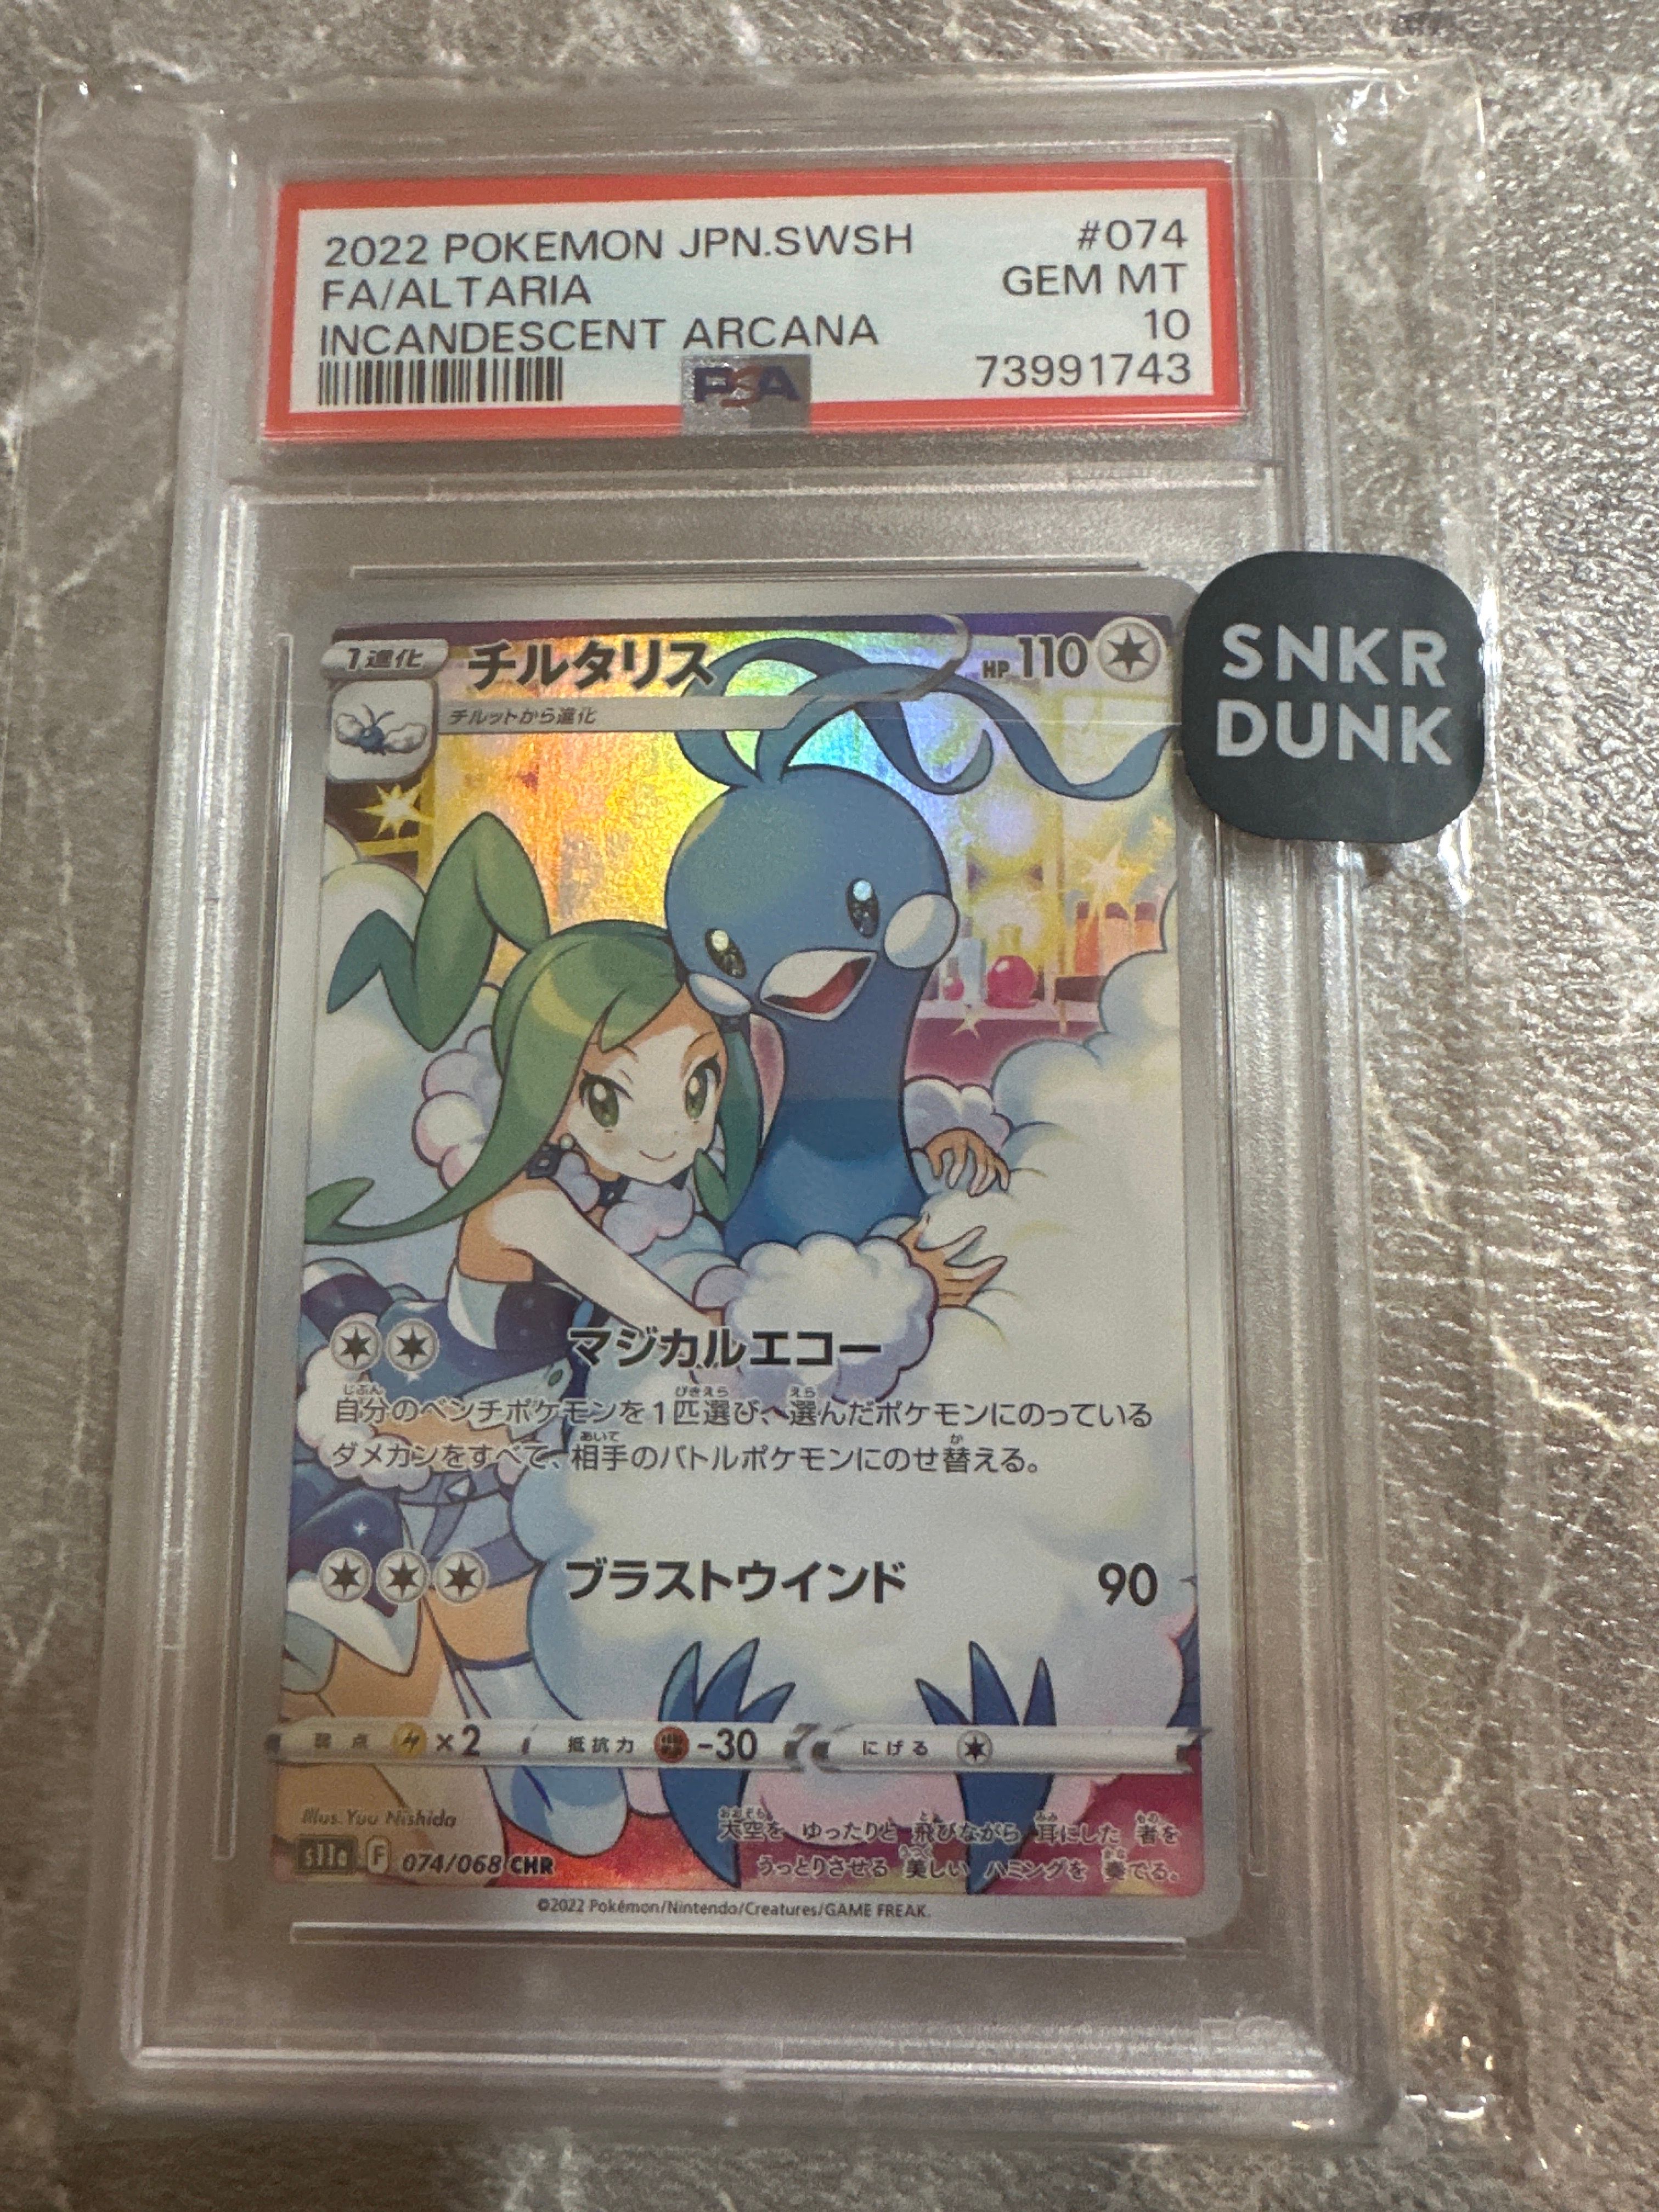 2022 POKEMON JPN.SWSH #074
FA/ALTARIA GEM MT
INCANDESCENT ARCANA 10
PSA 73991743
SNKR
DUNK
1進化 チルタリス HP 110
チルットから進化
マジカルエコー
自分のベンチポケモンを1匹選び、選んだポケモンにのっている
ダメカンをすべて、相手のバトルポケモンにのせ替える。
ブラストウインド 90
弱点 ×2 抵抗力 -30 にげる
Illus. Yuu Nishida
大空を ゆったりと 飛びながら 耳にした 者を
うっとりさせる 美しい ハミングを 奏でる。
s11a F 074/068 CHR
©2022 Pokémon/Nintendo/Creatures/GAME FREAK.